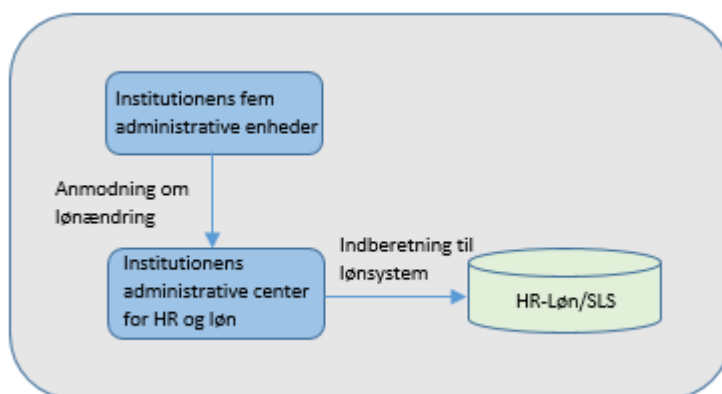 Institutionens fem
administrative enheder
Anmodning om
lønændring
Institutionens
administrative center
for HR og løn
Indberetning til
lønsystem
HR-Løn/SLS